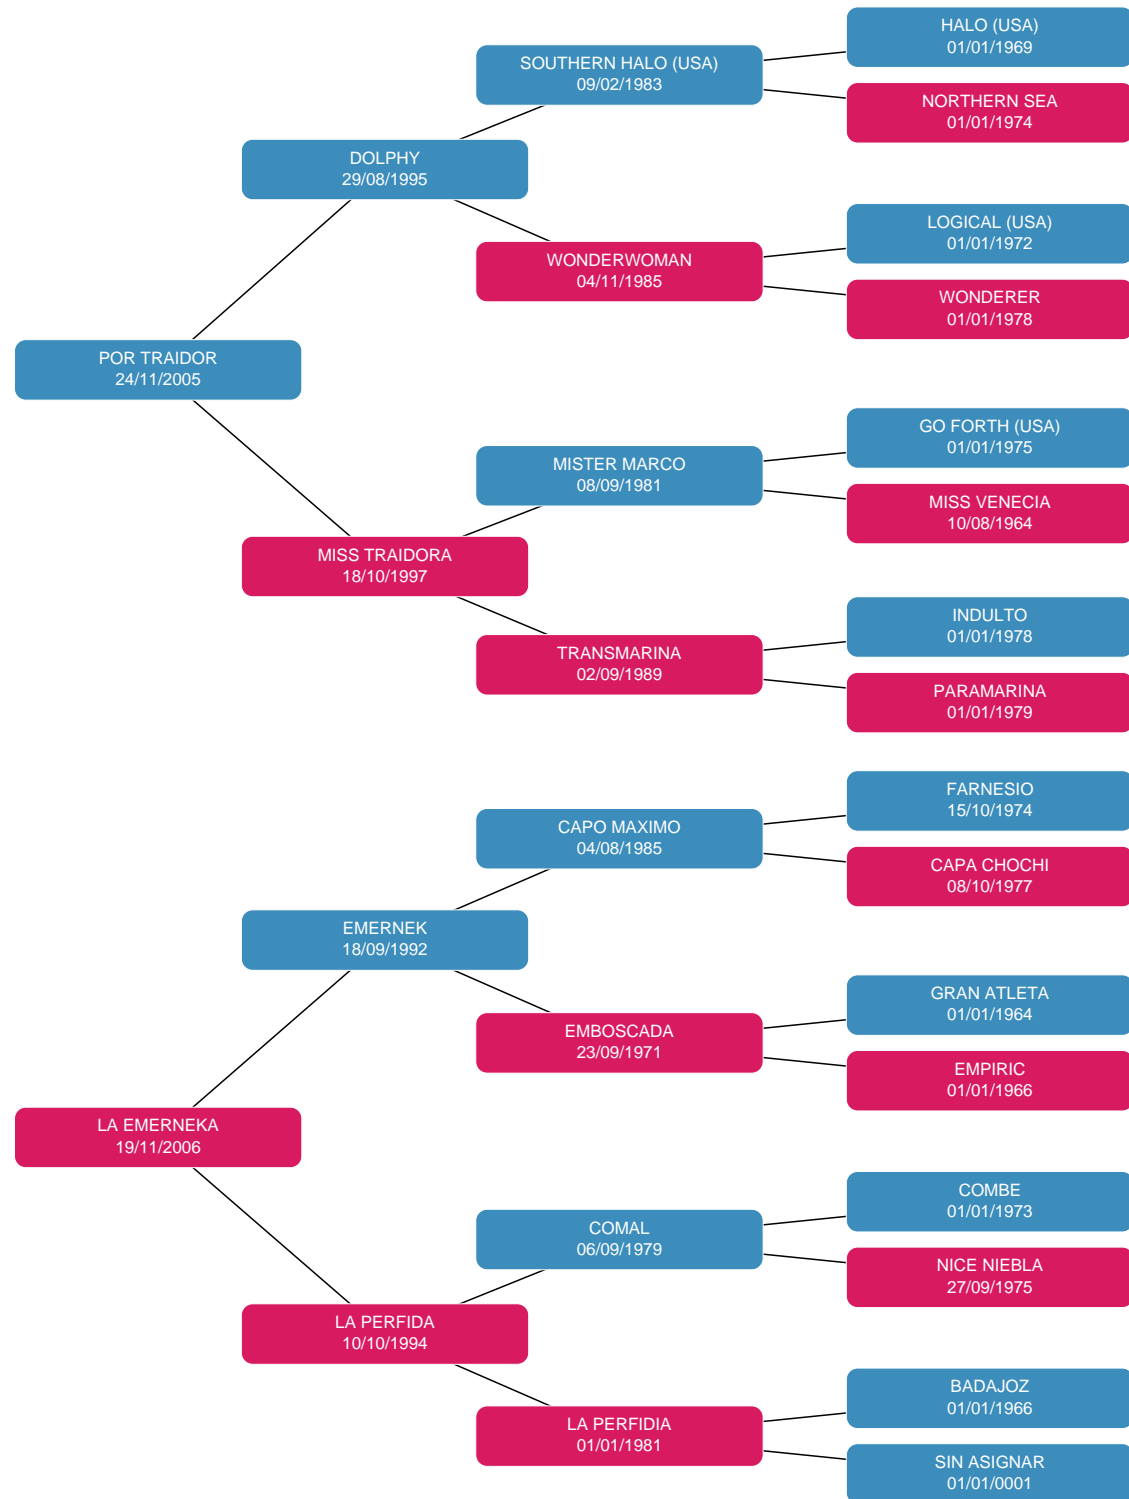 HALO (USA)
01/01/1969
SOUTHERN HALO (USA)
09/02/1983
NORTHERN SEA
01/01/1974
DOLPHY
29/08/1995
LOGICAL (USA)
01/01/1972
WONDERWOMAN
04/11/1985
WONDERER
01/01/1978
POR TRAIDOR
24/11/2005
GO FORTH (USA)
01/01/1975
MISTER MARCO
08/09/1981
MISS VENECIA
10/08/1964
MISS TRAIDORA
18/10/1997
INDULTO
01/01/1978
TRANSMARINA
02/09/1989
PARAMARINA
01/01/1979
FARNESIO
15/10/1974
CAPO MAXIMO
04/08/1985
CAPA CHOCHI
08/10/1977
EMERNEK
18/09/1992
GRAN ATLETA
01/01/1964
EMBOSCADA
23/09/1971
EMPIRIC
01/01/1966
LA EMERNEKA
19/11/2006
COMBE
01/01/1973
COMAL
06/09/1979
NICE NIEBLA
27/09/1975
LA PERFIDA
10/10/1994
BADAJOZ
01/01/1966
LA PERFIDIA
01/01/1981
SIN ASIGNAR
01/01/0001